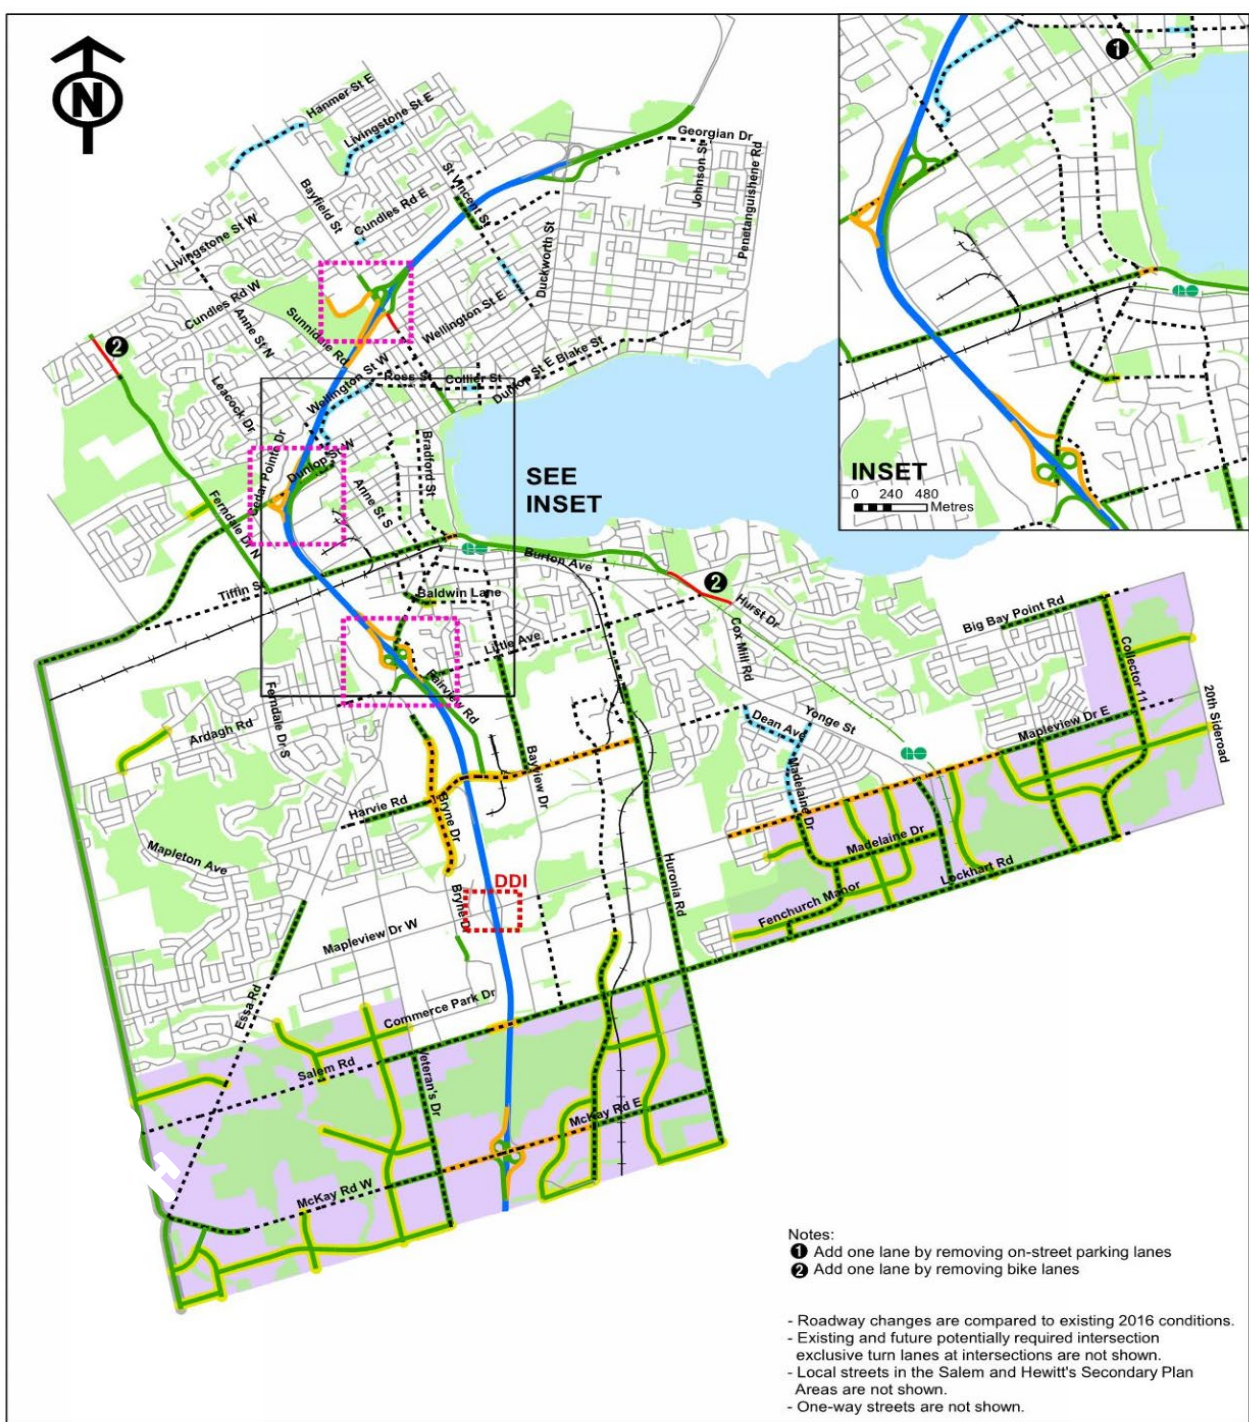 N
Hanmer St E
Livingstone St E
St Vincent St
Georgian Dr
Johnson St
Penetanguishene Rd
Bayfield St
Cundles Rd E
Livingstone St W
Duckworth St
Cundles Rd W
Anne St N
Sunnidale Rd
Wellington St E
2
Leacock Dr
Wellington St W
Ross St
Collier St
Dunlop St E
Blake St
Cedar Pointe Dr
Dunlop St W
Bradford St
Anne St S
Ferndale Dr N
SEE
INSET
1
INSET
0 240 480
Metres
GO
Tiffin S
Burton Ave
GO
Baldwin Lane
2
Hurst Dr
Little Ave
Cox Mill Rd
Big Bay Point Rd
Collector 111
20th Sideroad
Fairview Rd
Ferndale Dr S
Ardagh Rd
Yonge St
Dean Ave
GO
Mapleview Dr E
Madelaine Dr
Bayview Dr
Harvie Rd
Bryne Dr
Mapleton Ave
Madelaine Dr
Huronia Rd
Lockhart Rd
DDI
Bryne D
Fenchurch Manor
Mapleview Dr W
Essa Rd
Commerce Park Dr
Salem Rd
Veteran's Dr
McKay Rd E
H
McKay Rd W
Notes:
1 Add one lane by removing on-street parking lanes
2 Add one lane by removing bike lanes
- Roadway changes are compared to existing 2016 conditions.
- Existing and future potentially required intersection
exclusive turn lanes at intersections are not shown.
- Local streets in the Salem and Hewitt's Secondary Plan
Areas are not shown.
- One-way streets are not shown.